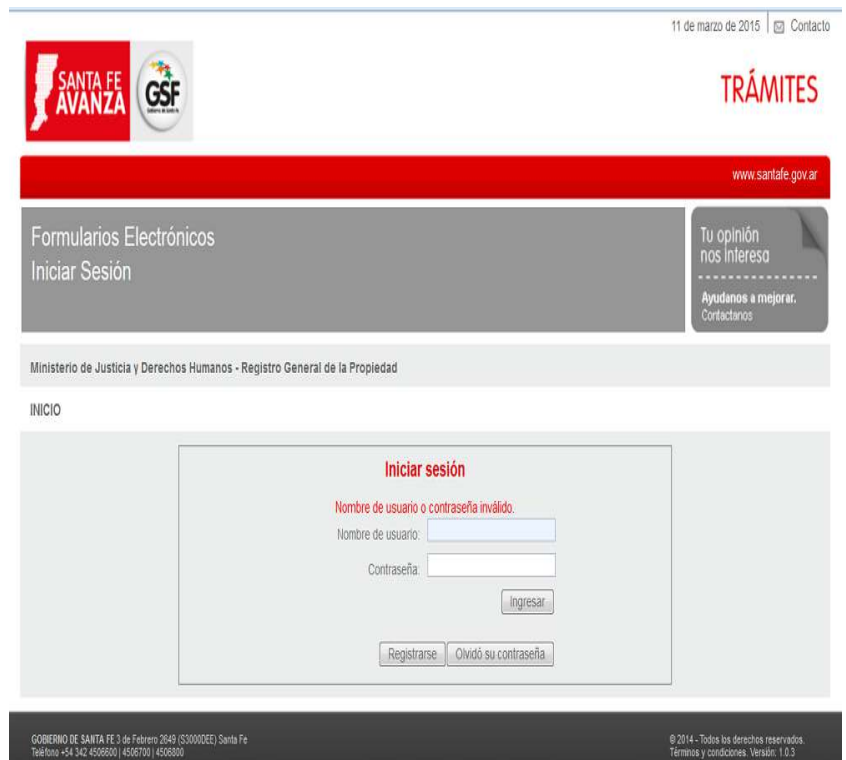 11 de marzo de 2015 Contacto
SANTA FE
AVANZA
GSF
TRÁMITES
www.santafe.gov.ar
Formularios Electrónicos
Iniciar Sesión
Tu opinión
nos interesa
Ayudanos a mejorar.
Contactanos
Ministerio de Justicia y Derechos Humanos - Registro General de la Propiedad
INICIO
Iniciar sesión
Nombre de usuario o contraseña inválido.
Nombre de usuario:
Contraseña:
Ingresar
Registrarse Olvidó su contraseña
GOBIERNO DE SANTA FE 3 de Febrero 2649 (S3000DEE) Santa Fe
Teléfono +54 342 4506600 | 4506700 | 4506800
© 2014 - Todos los derechos reservados.
Términos y condiciones. Versión: 1.0.3